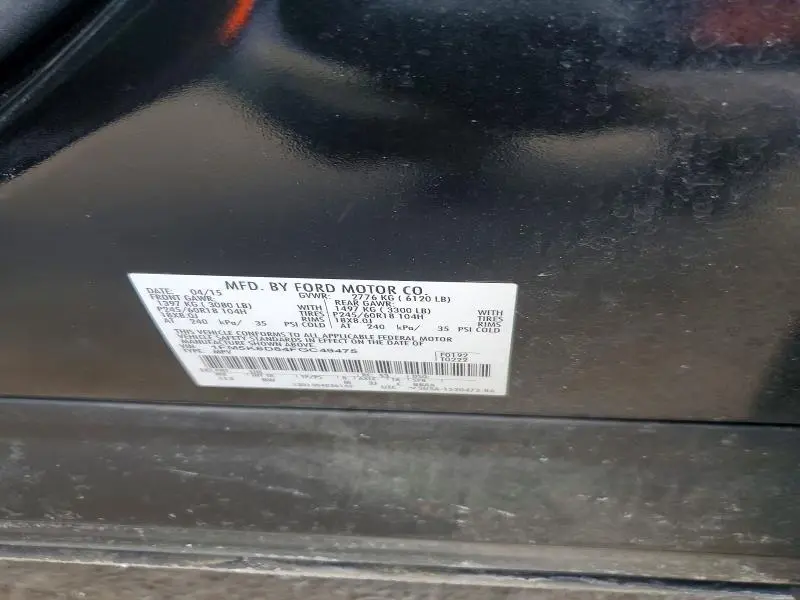 MFD. BY FORD MOTOR CO.
DATE: 04/15 GVWR: 2776 KG ( 6120 LB)
FRONT GAWR: REAR GAWR:
1397 KG ( 3080 LB) WITH 1497 KG ( 3300 LB) WITH
P245/60R18 104H TIRES P245/60R18 104H TIRES
18X8.0J RIMS 18X8.0J RIMS
AT 240 kPa/ 35 PSI COLD AT 240 kPa/ 35 PSI COLD
THIS VEHICLE CONFORMS TO ALL APPLICABLE FEDERAL MOTOR
VEHICLE SAFETY STANDARDS IN EFFECT ON THE DATE OF
MANUFACTURE SHOWN ABOVE.
VIN: 1FM5K8D84FGC48475 F0192
TYPE: MPV T0222